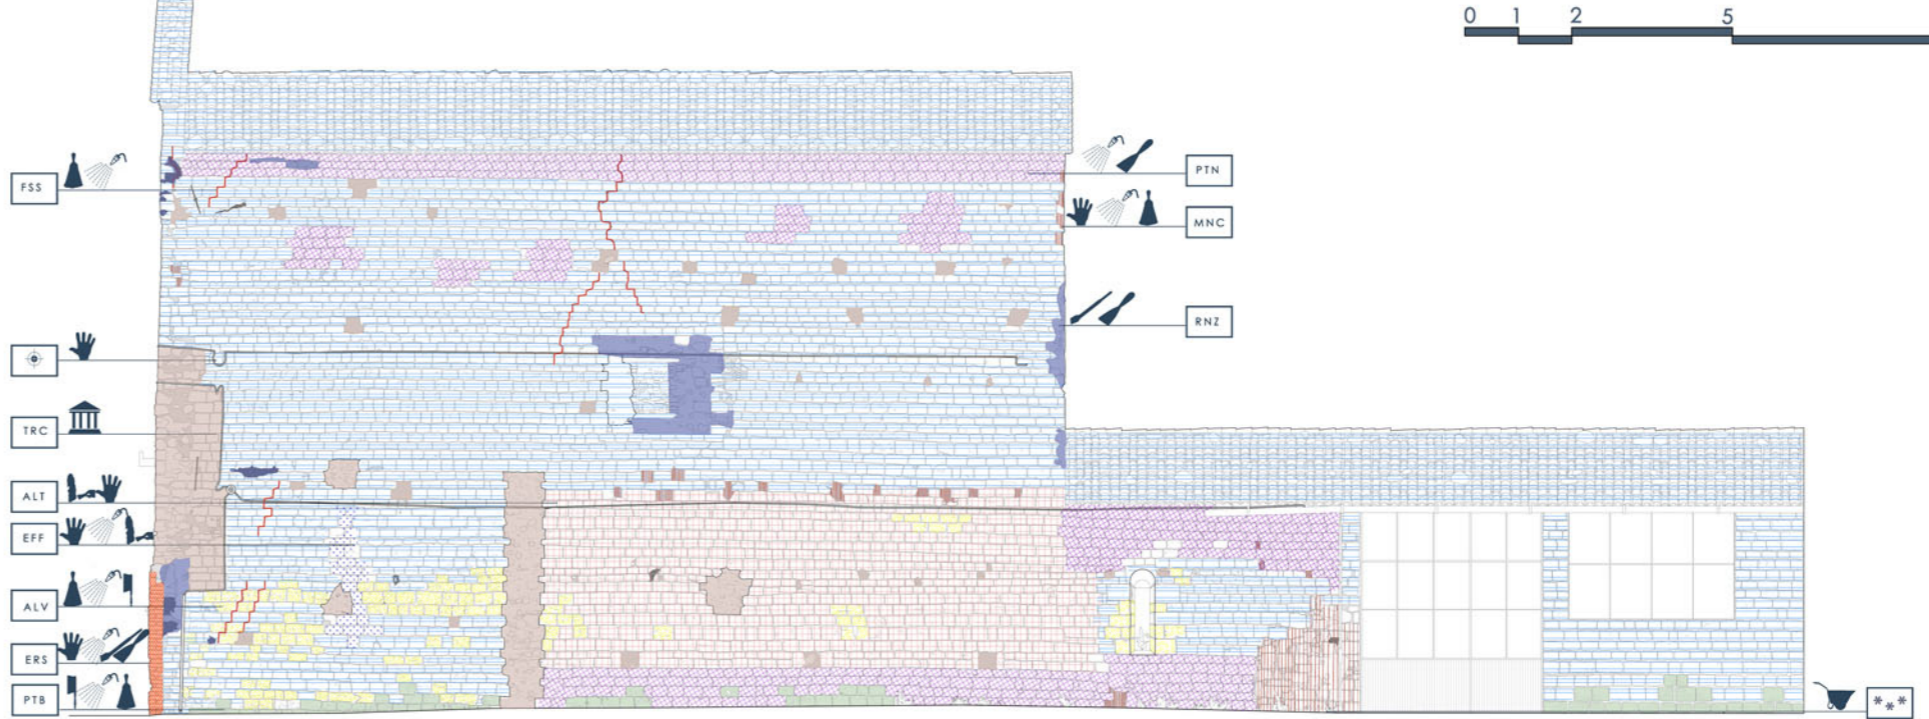 0 1 2 5
FSS
PTN
MNC
RNZ
TRC
ALT
EFF
ALV
ERS
PTB
***